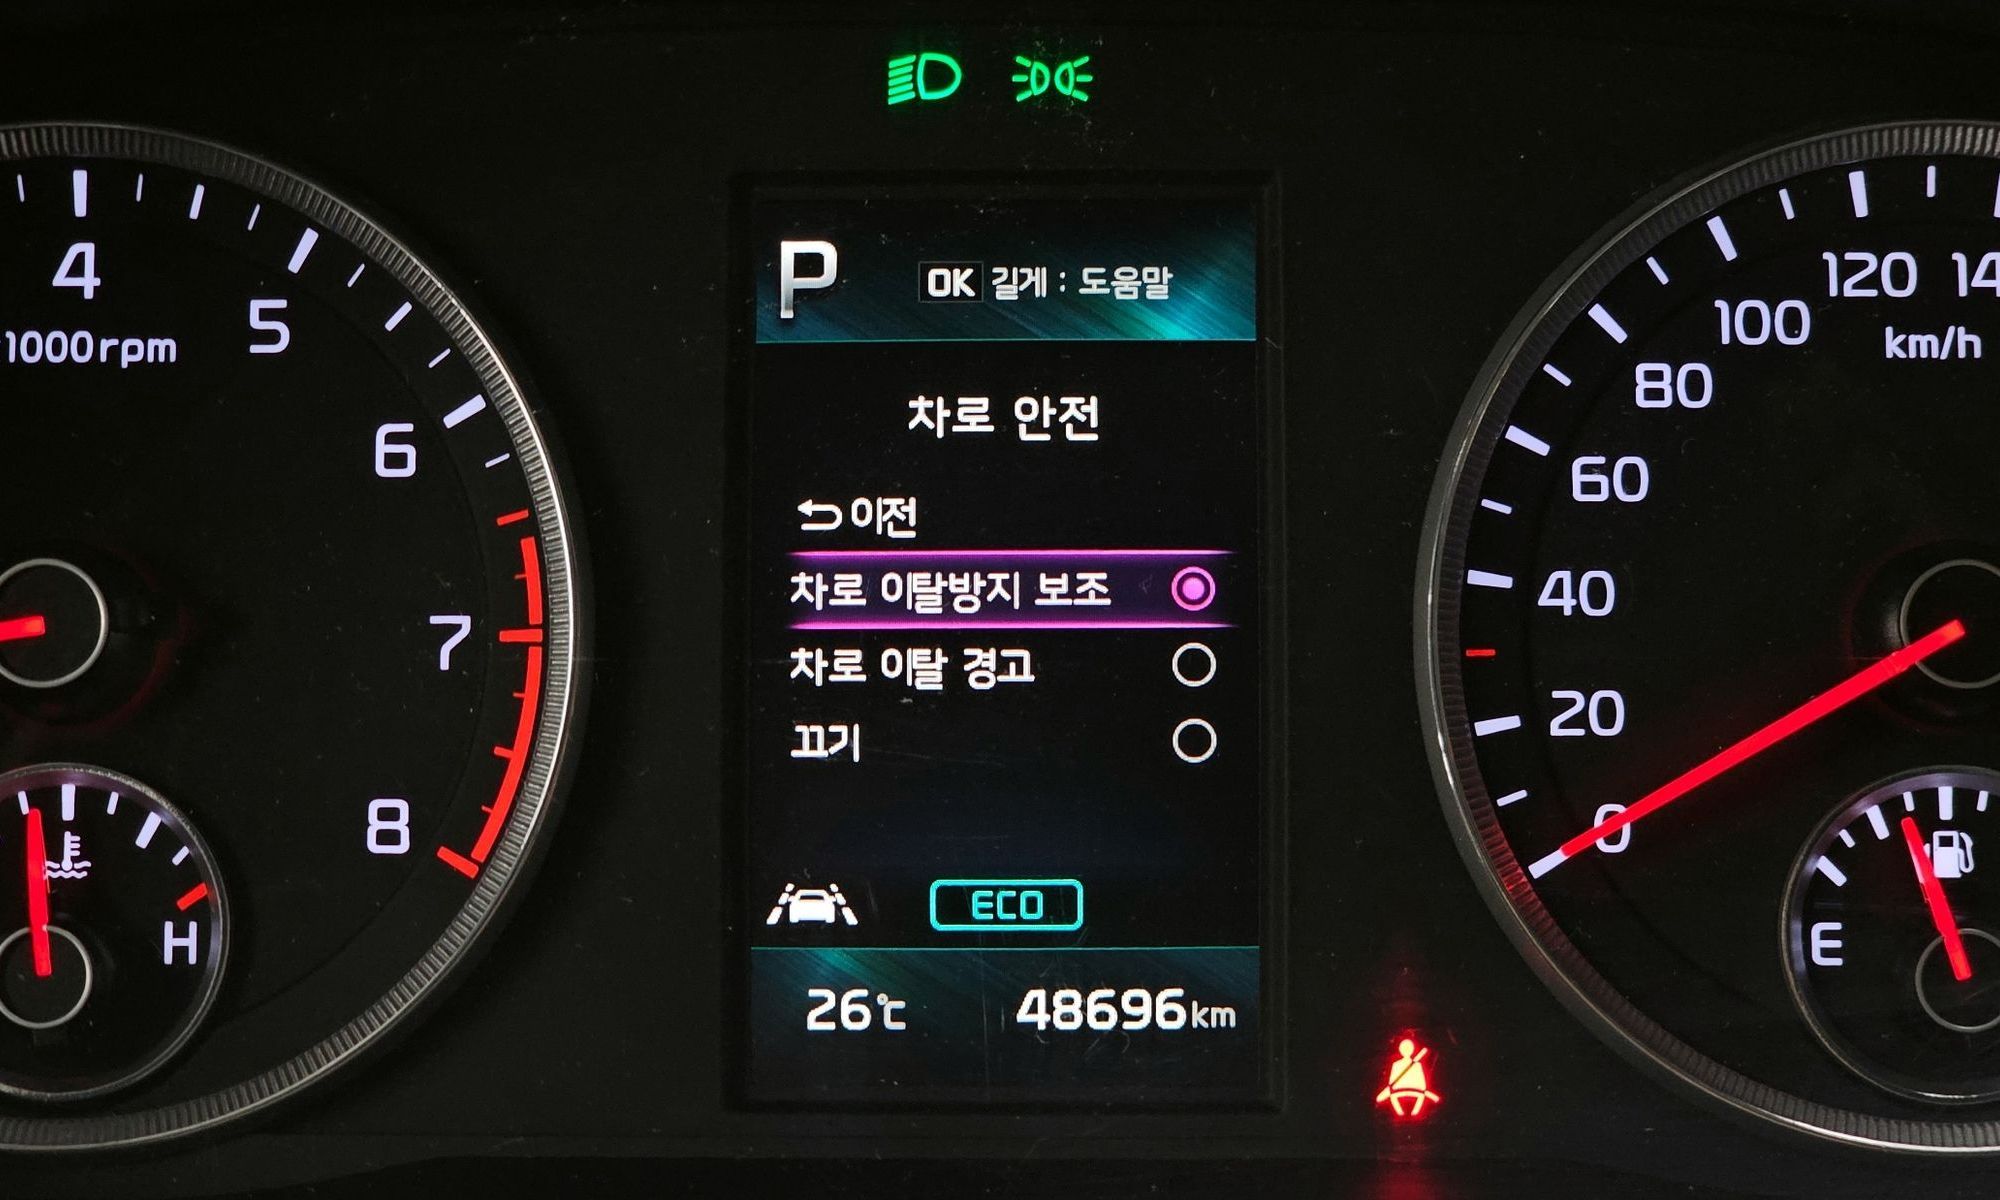 4
5
6
7
8
1000rpm
H
P
OK 길게 : 도움말
차로 안전
이전
차로 이탈방지 보조
차로 이탈 경고
끄기
ECO
26℃ 48696km
120
100
80
60
40
20
0
km/h
E